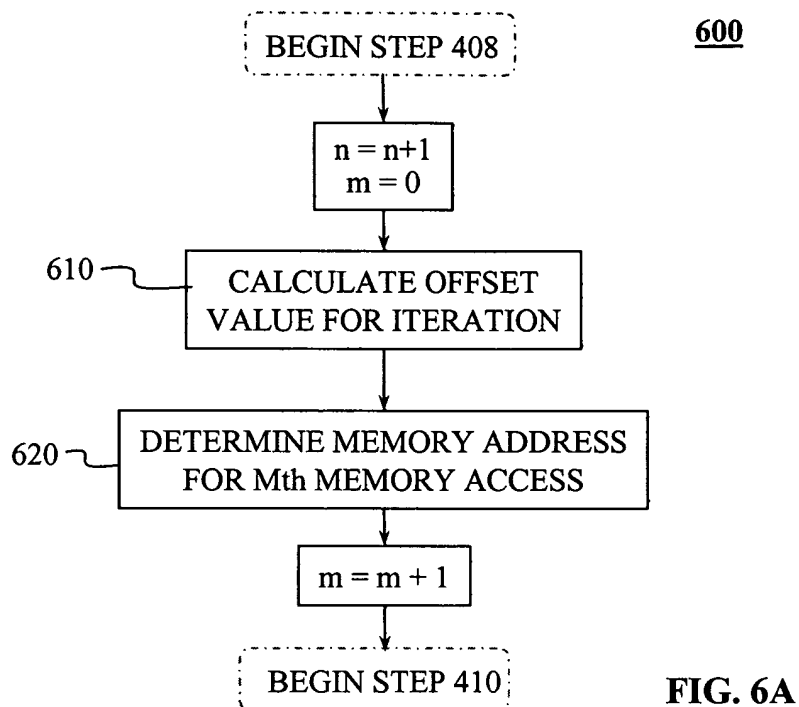 BEGIN STEP 408
600
n = n+1
m = 0
610
CALCULATE OFFSET
VALUE FOR ITERATION
620
DETERMINE MEMORY ADDRESS
FOR Mth MEMORY ACCESS
m = m + 1
BEGIN STEP 410
FIG. 6A